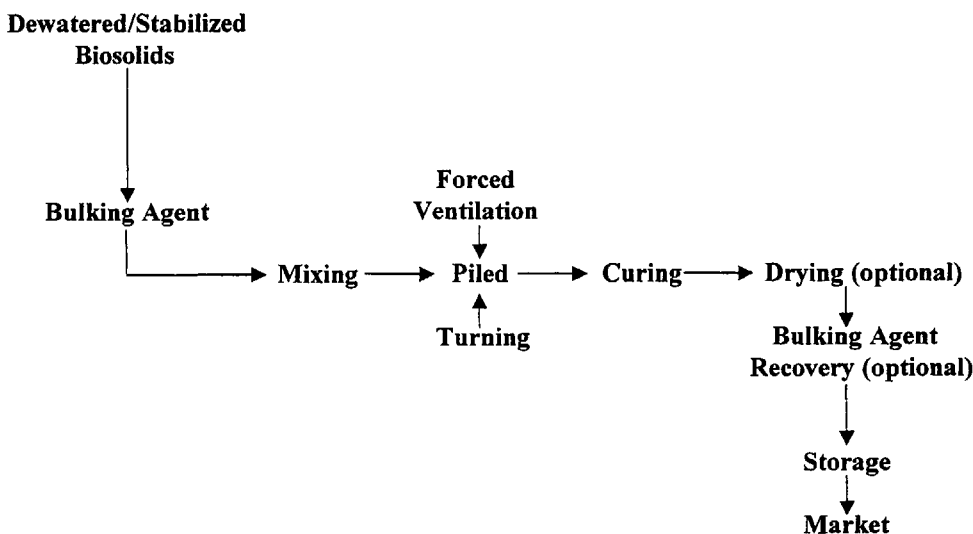 Dewatered/Stabilized
Biosolids
Bulking Agent
Forced
Ventilation
Mixing
Piled
Curing
Drying (optional)
Turning
Bulking Agent
Recovery (optional)
Storage
Market